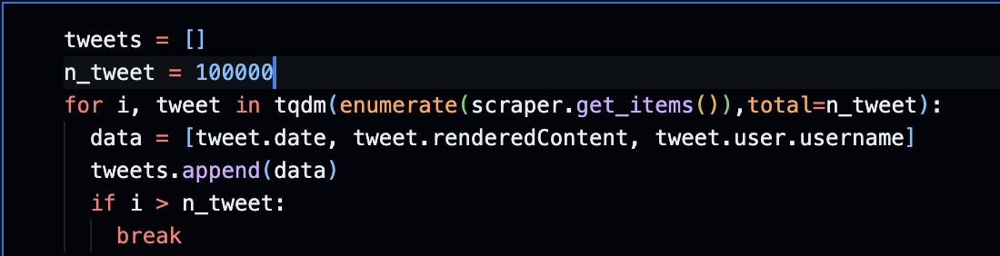 tweets = []
n_tweet = 100000
for i, tweet in tqdm(enumerate(scraper.get_items()),total=n_tweet):
  data = [tweet.date, tweet.renderedContent, tweet.user.username]
  tweets.append(data)
  if i > n_tweet:
    break